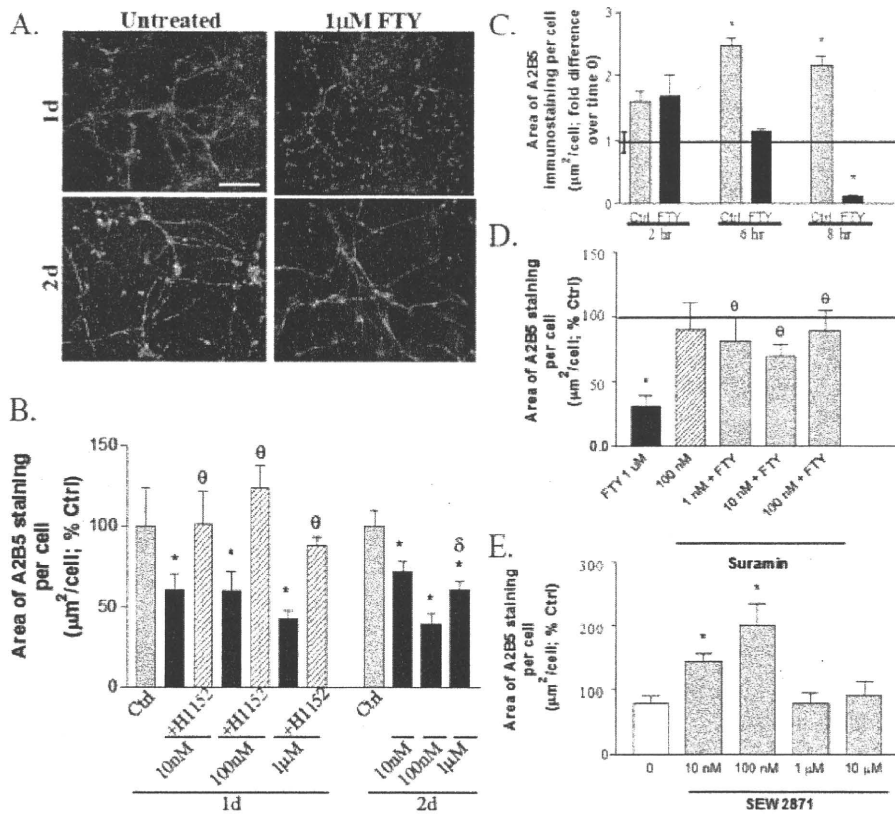 A.
Untreated
1µM FTY
1d
2d
B.
Area of A2B5 staining
per cell
(µm²/cell; % Ctrl)
150
100
50
0
*
θ
*
θ
*
θ
*
*
δ
*
Ctrl
+H1152
+H1152
+H1152
10nM
100nM
1µM
1d
Ctrl
10nM
100nM
1µM
2d
C.
Area of A2B5
immunostaining per cell
(µm²/cell; fold difference
over time 0)
3
2
1
0
*
*
*
Ctrl FTY
Ctrl FTY
Ctrl FTY
2 hr
6 hr
8 hr
D.
Area of A2B5 staining
per cell
(µm²/cell; % Ctrl)
150
100
50
0.0
*
θ
θ
θ
FTY 1 uM
100 nM
1 nM + FTY
10 nM + FTY
100 nM + FTY
Suramin
E.
Area of A2B5 staining
per cell
(µm²/cell; % Ctrl)
300
200
100
0
*
*
0
10 nM
100 nM
1 µM
10 µM
SEW2871